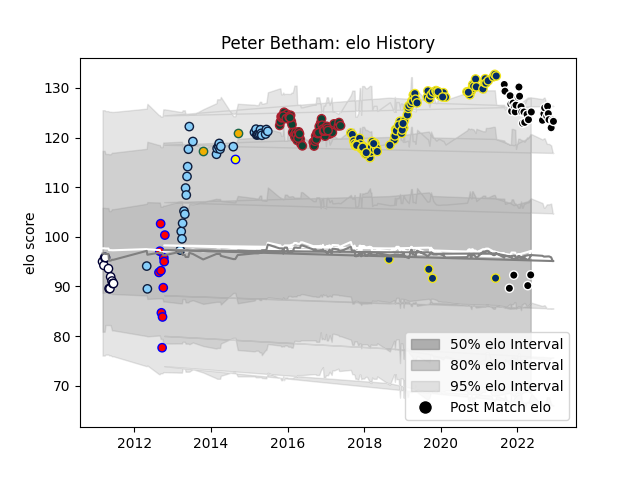 Peter Betham: elo History
elo score
130
120
110
100
90
80
70
2012
2014
2016
2018
2020
2022
50% elo Interval
80% elo Interval
95% elo Interval
Post Match elo